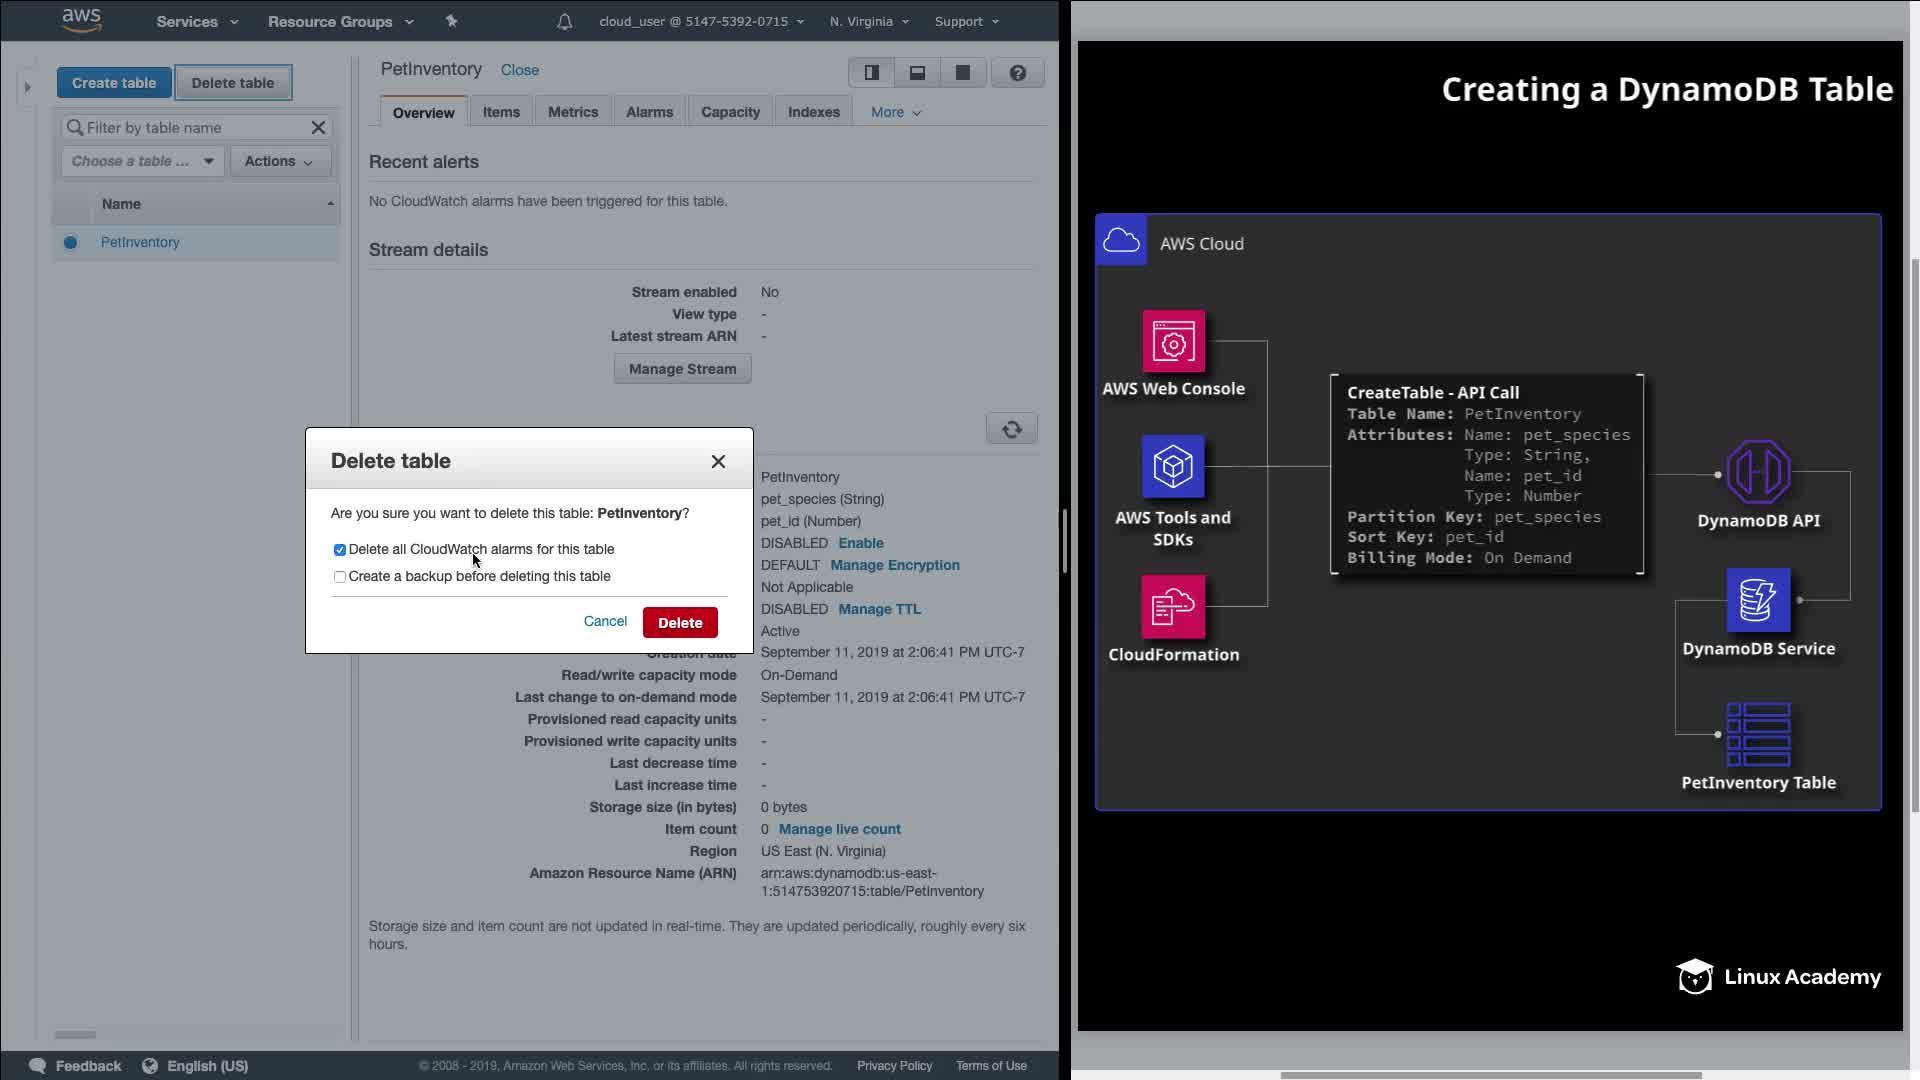 aws
Services
Resource Groups
cloud_user @ 5147-5392-0715
N. Virginia
Support
Create table
Delete table
Filter by table name
Choose a table ...
Actions
Name
PetInventory
PetInventory
Close
Overview
Items
Metrics
Alarms
Capacity
Indexes
More
Recent alerts
No CloudWatch alarms have been triggered for this table.
Stream details
Stream enabled No
View type -
Latest stream ARN -
Manage Stream
Delete table
Are you sure you want to delete this table: PetInventory?
Delete all CloudWatch alarms for this table
Create a backup before deleting this table
Cancel
Delete
PetInventory
pet_species (String)
pet_id (Number)
DISABLED Enable
DEFAULT Manage Encryption
Not Applicable
DISABLED Manage TTL
Active
Creation date September 11, 2019 at 2:06:41 PM UTC-7
Read/write capacity mode On-Demand
Last change to on-demand mode September 11, 2019 at 2:06:41 PM UTC-7
Provisioned read capacity units -
Provisioned write capacity units -
Last decrease time -
Last increase time -
Storage size (in bytes) 0 bytes
Item count 0 Manage live count
Region US East (N. Virginia)
Amazon Resource Name (ARN) arn:aws:dynamodb:us-east-
1:514753920715:table/PetInventory
Storage size and item count are not updated in real-time. They are updated periodically, roughly every six
hours.
Feedback
English (US)
© 2008 - 2019, Amazon Web Services, Inc. or its affiliates. All rights reserved.
Privacy Policy
Terms of Use
Creating a DynamoDB Table
AWS Cloud
AWS Web Console
AWS Tools and
SDKs
CloudFormation
CreateTable - API Call
Table Name: PetInventory
Attributes: Name: pet_species
Type: String,
Name: pet_id
Type: Number
Partition Key: pet_species
Sort Key: pet_id
Billing Mode: On Demand
DynamoDB API
DynamoDB Service
PetInventory Table
Linux Academy